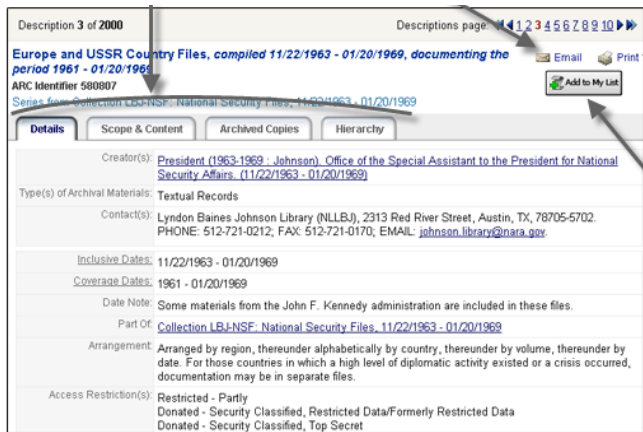 Description 3 of 2000
Descriptions page: 1 2 3 4 5 6 7 8 9 10
Europe and USSR Country Files, compiled 11/22/1963 - 01/20/1969, documenting the
period 1961 - 01/20/1969
Email Print
ARC Identifier 580807
Add to My List
Series from Collection LBJ-NSF: National Security Files, 11/22/1963 - 01/20/1969
Details Scope & Content Archived Copies Hierarchy
Creator(s): President (1963-1969 : Johnson). Office of the Special Assistant to the President for National
Security Affairs. (11/22/1963 - 01/20/1969)
Type(s) of Archival Materials: Textual Records
Contact(s): Lyndon Baines Johnson Library (NLLBJ), 2313 Red River Street, Austin, TX, 78705-5702.
PHONE: 512-721-0212; FAX: 512-721-0170; EMAIL: johnson.library@nara.gov.
Inclusive Dates: 11/22/1963 - 01/20/1969
Coverage Dates: 1961 - 01/20/1969
Date Note: Some materials from the John F. Kennedy administration are included in these files.
Part Of: Collection LBJ-NSF: National Security Files, 11/22/1963 - 01/20/1969
Arrangement: Arranged by region, thereunder alphabetically by country, thereunder by volume, thereunder by
date. For those countries in which a high level of diplomatic activity existed or a crisis occurred,
documentation may be in separate files.
Access Restriction(s): Restricted - Partly
Donated - Security Classified, Restricted Data/Formerly Restricted Data
Donated - Security Classified, Top Secret